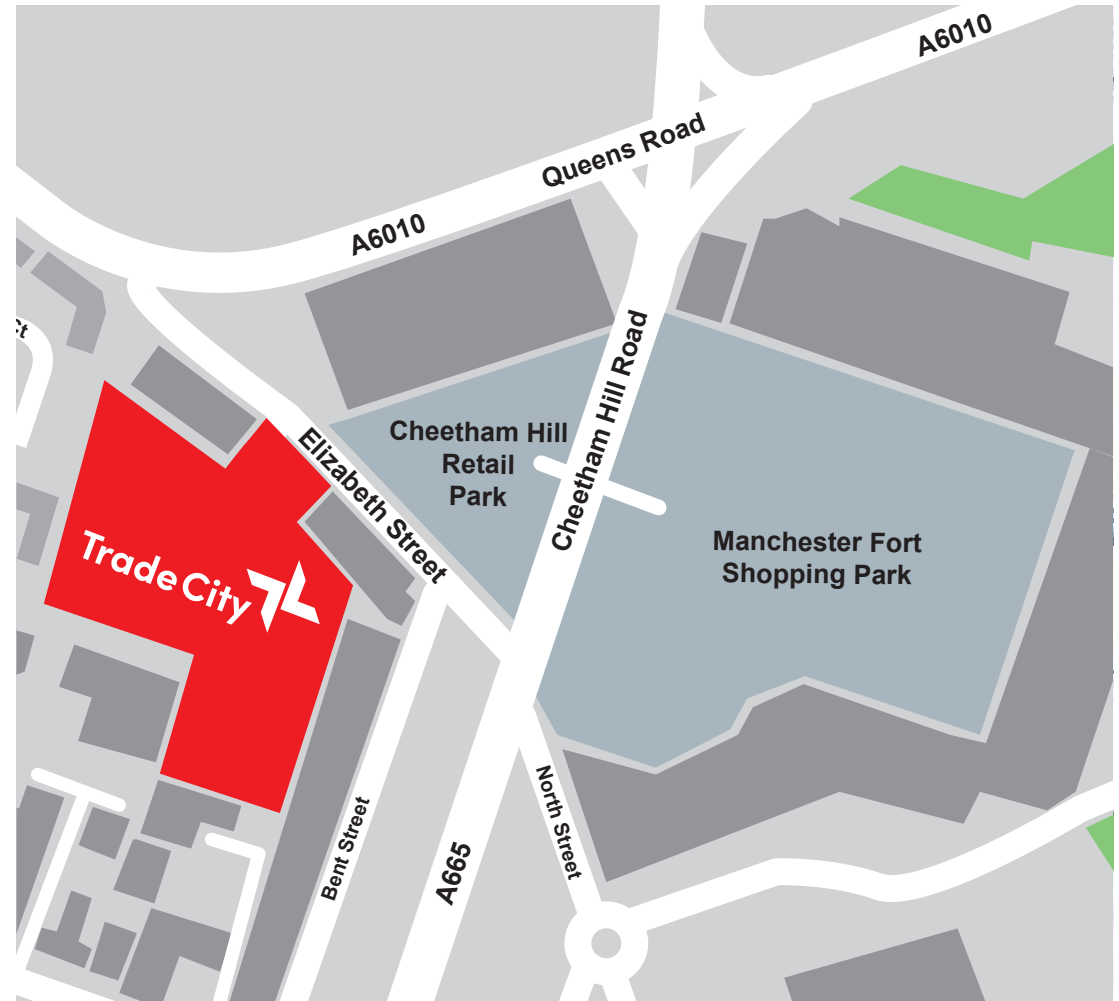 A6010
Queens Road
A6010
Ct
Cheetham Hill Road
Cheetham Hill
Retail
Park
Elizabeth Street
Manchester Fort
Shopping Park
Trade City
North Street
Bent Street
A665